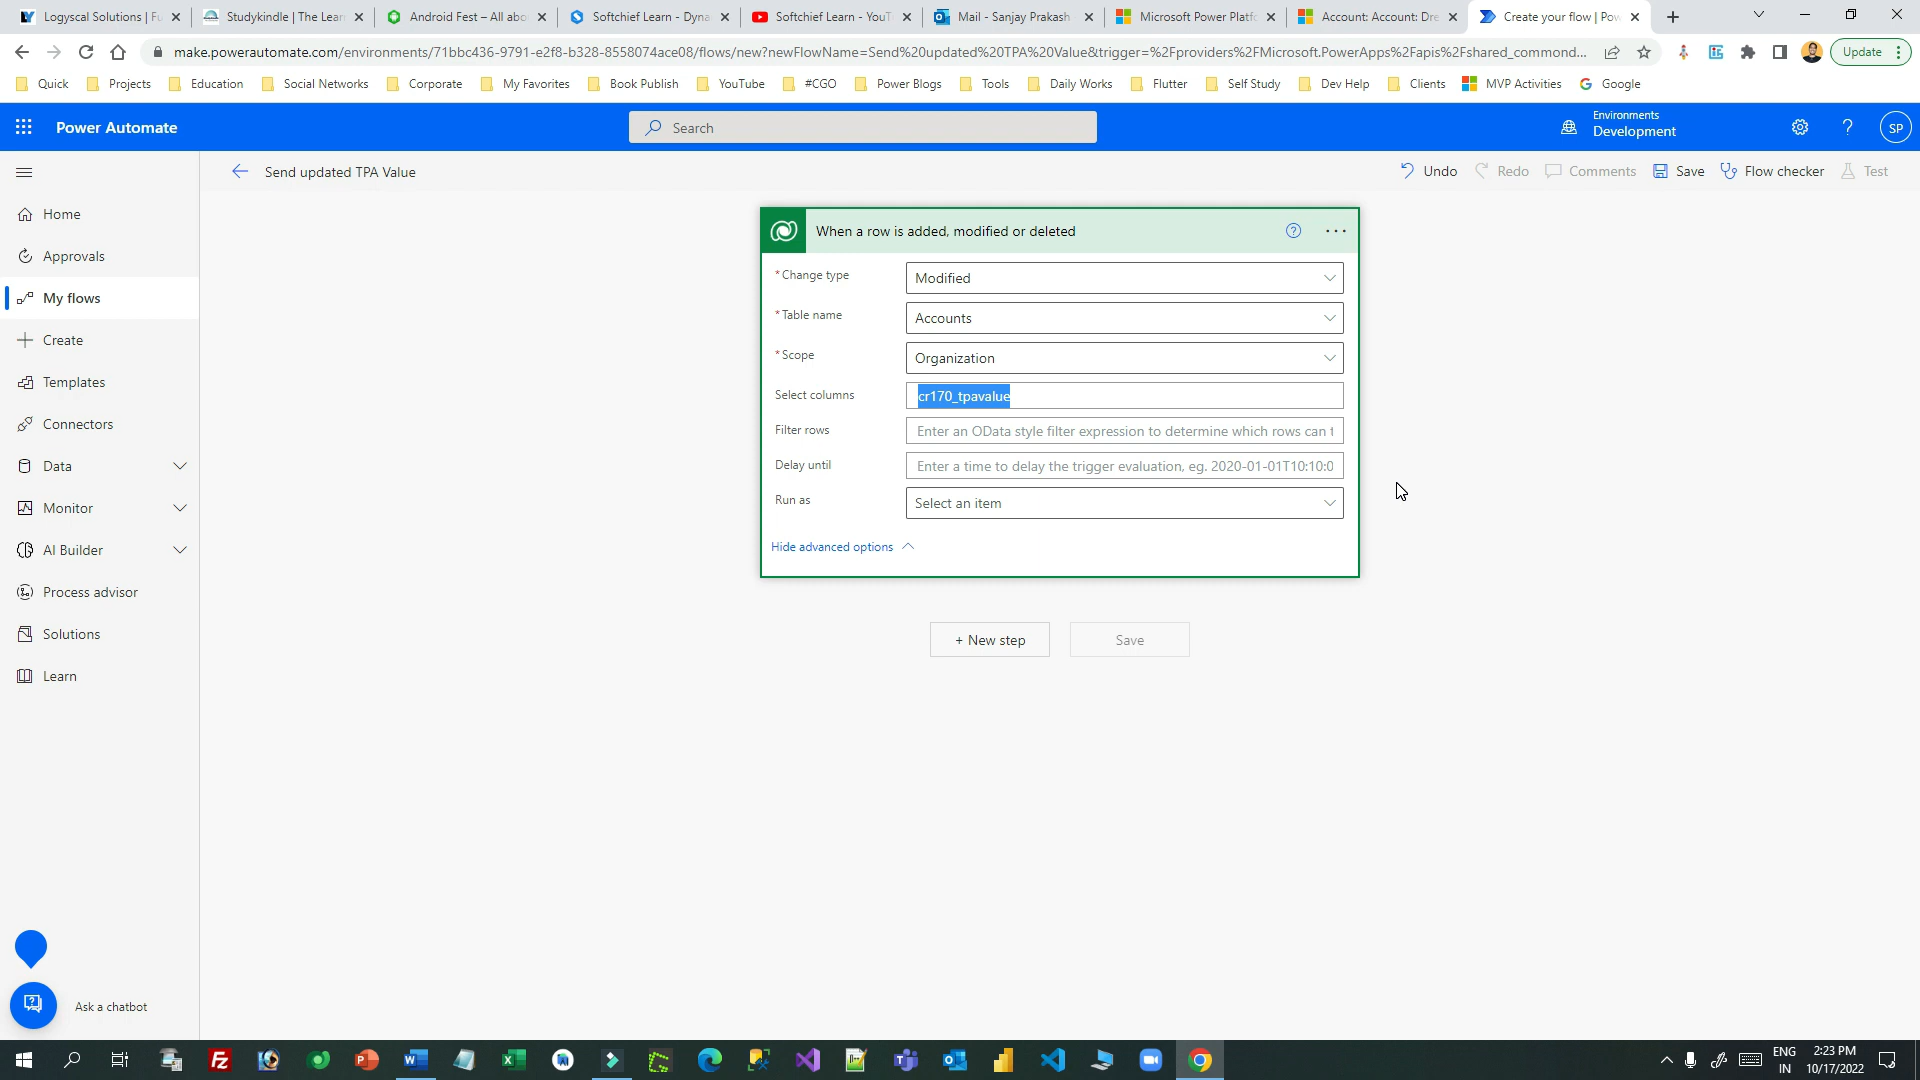 Logyscal Solutions | Fu
Studykindle | The Lear
Android Fest – All abo
Softchief Learn - Dyna
Softchief Learn - YouT
Mail - Sanjay Prakash
Microsoft Power Platfo
Account: Account: Dre
Create your flow | Pow
make.powerautomate.com/environments/71bbc436-9791-e2f8-b328-8558074ace08/flows/new?newFlowName=Send%20updated%20TPA%20Value&trigger=%2Fproviders%2FMicrosoft.PowerApps%2Fapis%2Fshared_commond...
Update
Quick
Projects
Education
Social Networks
Corporate
My Favorites
Book Publish
YouTube
#CGO
Power Blogs
Tools
Daily Works
Flutter
Self Study
Dev Help
Clients
MVP Activities
Google
Power Automate
Search
Environments
Development
SP
Send updated TPA Value
Undo
Redo
Comments
Save
Flow checker
Test
Home
Approvals
My flows
Create
Templates
Connectors
Data
Monitor
AI Builder
Process advisor
Solutions
Learn
Ask a chatbot
When a row is added, modified or deleted
* Change type
Modified
* Table name
Accounts
* Scope
Organization
Select columns
cr170_tpavalue
Filter rows
Enter an OData style filter expression to determine which rows can t
Delay until
Enter a time to delay the trigger evaluation, eg. 2020-01-01T10:10:0
Run as
Select an item
Hide advanced options
+ New step
Save
ENG
IN
2:23 PM
10/17/2022